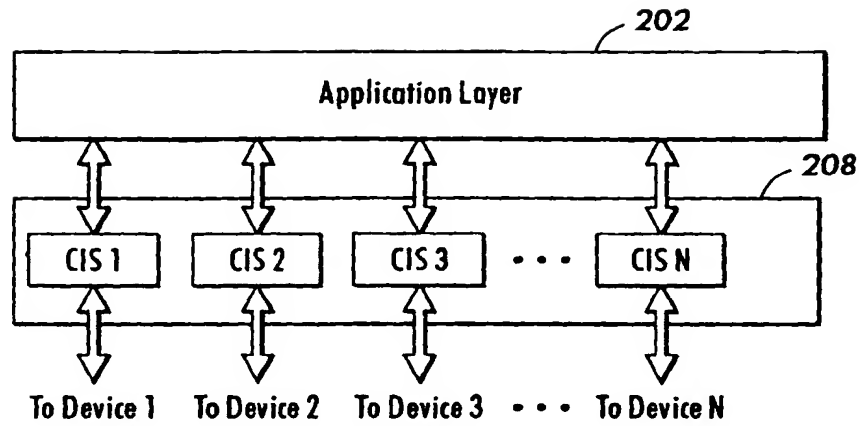 202
Application Layer
208
CIS 1 CIS 2 CIS 3 • • • CIS N
To Device 1 To Device 2 To Device 3 • • • To Device N